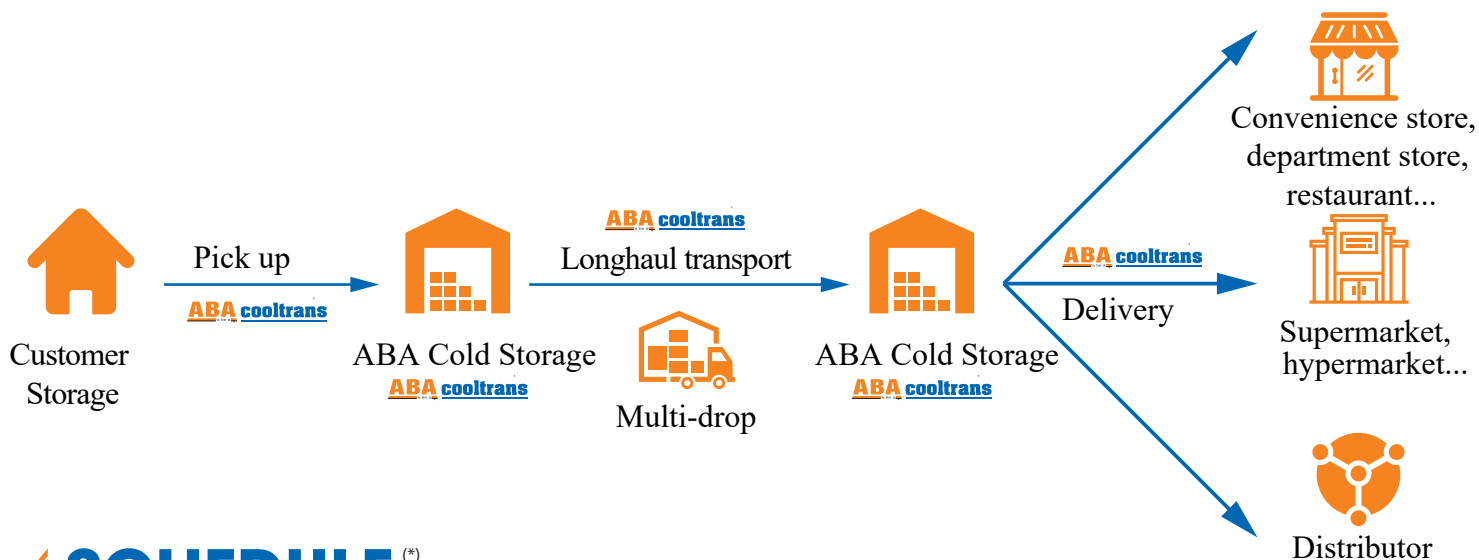 Convenience store,
department store,
restaurant...
ABA cooltrans
Pick up
Longhaul transport
ABA cooltrans
ABA cooltrans
Delivery
Customer
Storage
ABA Cold Storage
ABA cooltrans
Multi-drop
ABA Cold Storage
ABA cooltrans
Supermarket,
hypermarket...
Distributor
SCHEDULE (*)